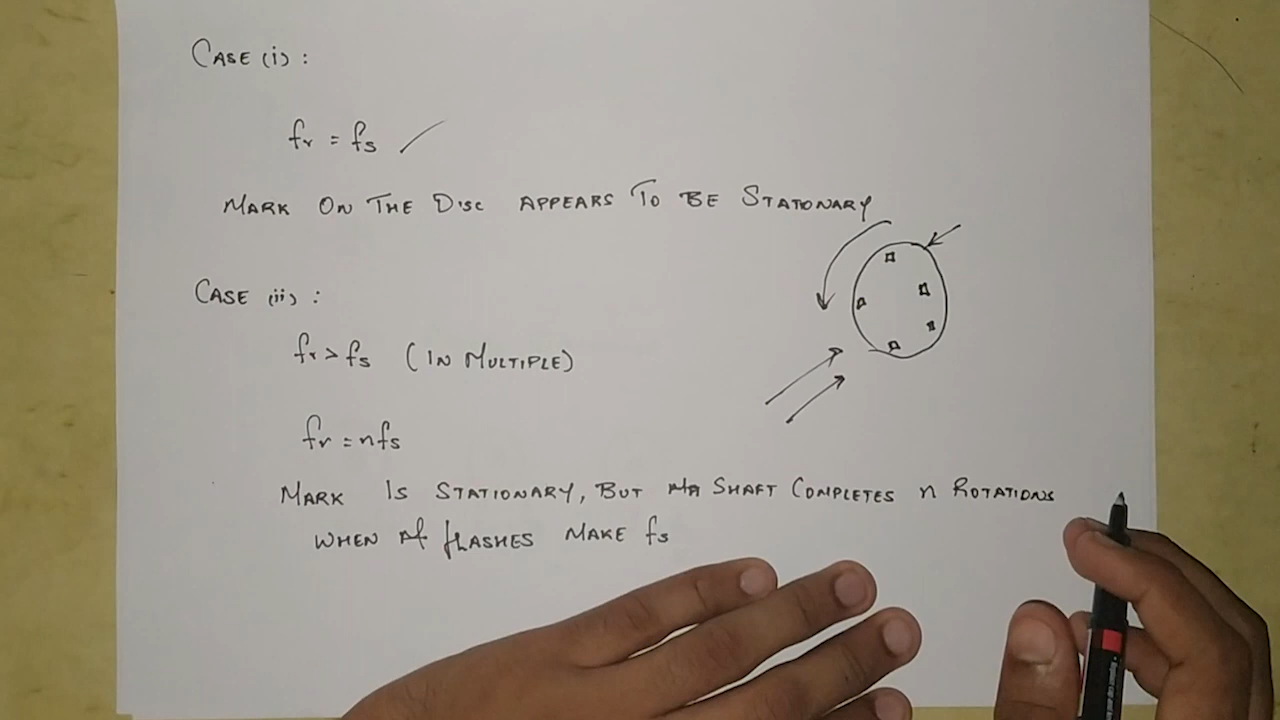 CASE (i) :
fr = fs
MARK ON THE DISC APPEARS TO BE STATIONARY
CASE (ii) :
fr > fs (IN MULTIPLE)
fr = nfs
MARK IS STATIONARY, BUT SHAFT COMPLETES n ROTATIONS
WHEN FLASHES MAKE fs